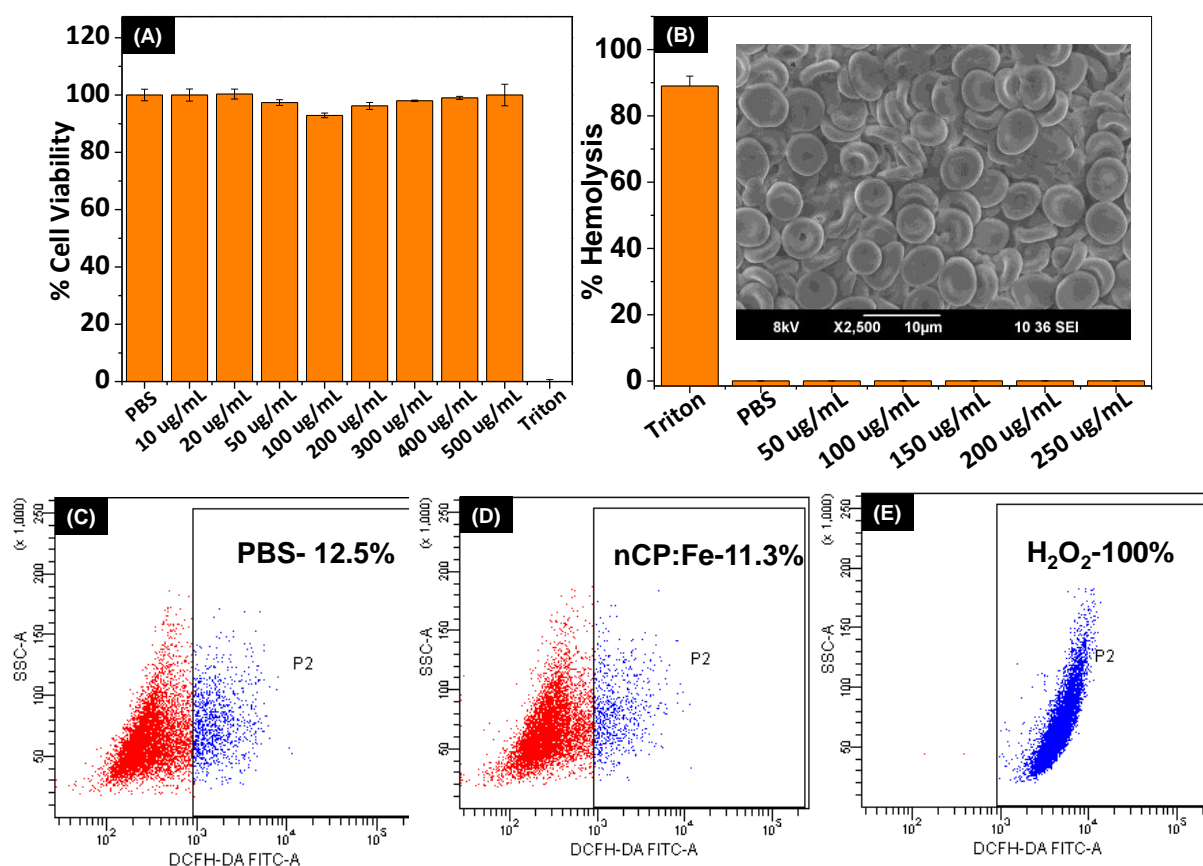 (A)
% Cell Viability
120
100
80
60
40
20
0
PBS
10 ug/mL
20 ug/mL
50 ug/mL
100 ug/mL
200 ug/mL
300 ug/mL
400 ug/mL
500 ug/mL
Triton
(B)
% Hemolysis
100
80
60
40
20
0
8kV X2,500 10µm 10 36 SEI
Triton
PBS
50 ug/mL
100 ug/mL
150 ug/mL
200 ug/mL
250 ug/mL
(C)
PBS- 12.5%
P2
(x 1,000)
SSC-A
250
200
150
100
50
10² 10³ 10⁴ 10⁵
DCFH-DA FITC-A
(D)
nCP:Fe-11.3%
P2
(x 1,000)
SSC-A
250
200
150
100
50
10² 10³ 10⁴ 10⁵
DCFH-DA FITC-A
(E)
H₂O₂-100%
P2
(x 1,000)
SSC-A
250
200
150
100
50
10² 10³ 10⁴ 10⁵
DCFH-DA FITC-A